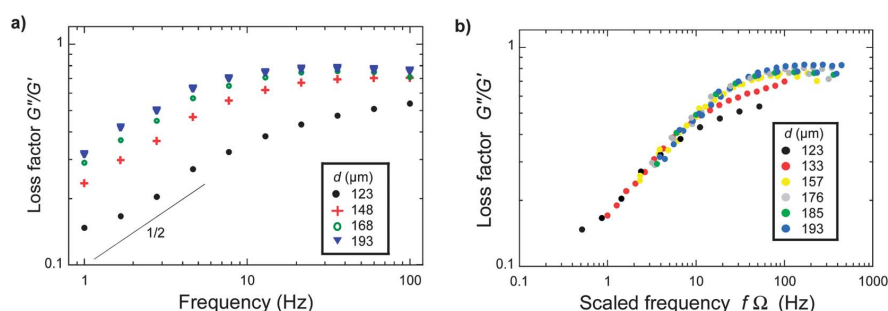 a)
Loss factor G″/G′
1
0.1
1/2
d (μm)
123
148
168
193
1
10
100
Frequency (Hz)
b)
Loss factor G″/G′
1
0.1
d (μm)
123
133
157
176
185
193
0.1
1
10
100
1000
Scaled frequency f Ω (Hz)